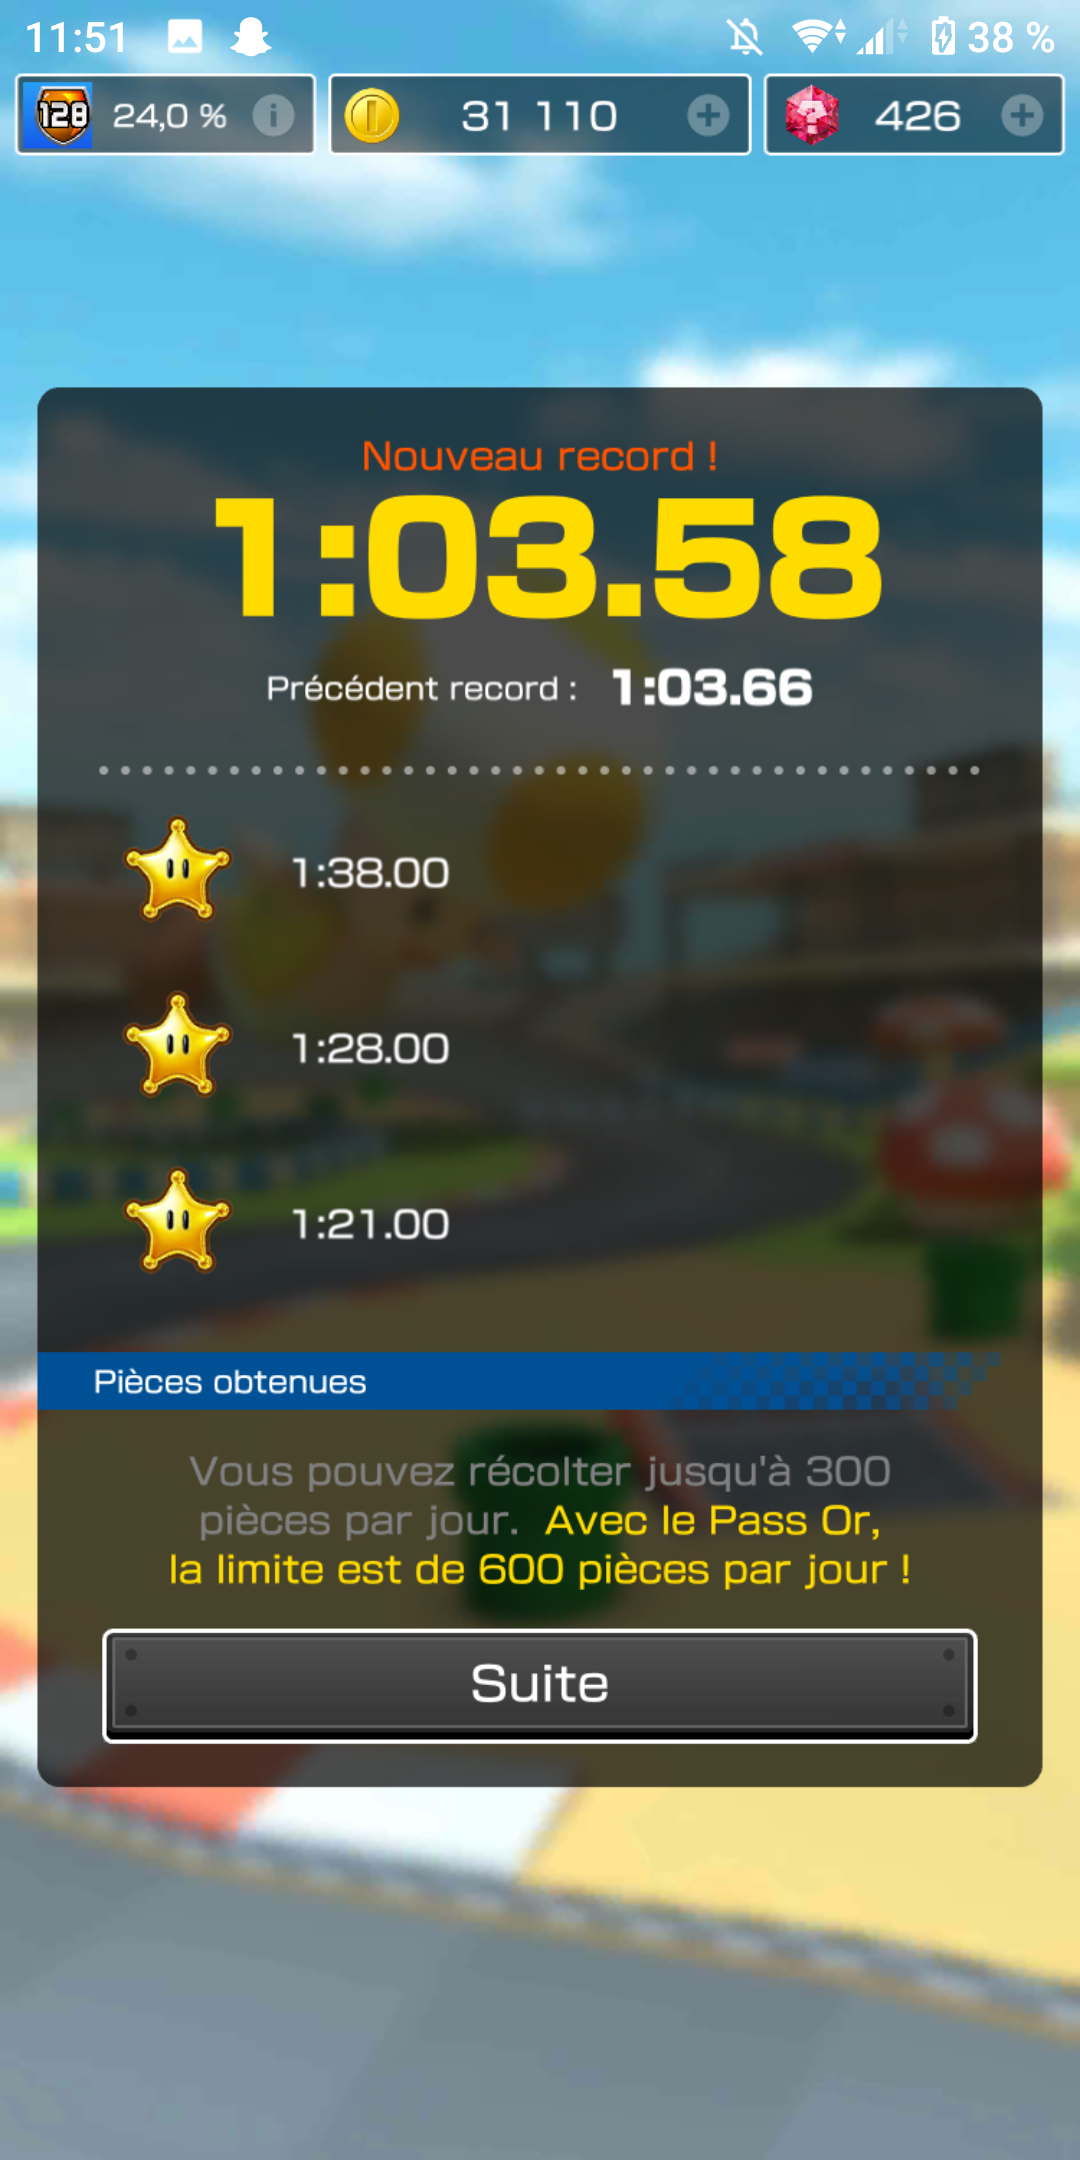 11:51 38 %
128 24,0 % 31 110 426
Nouveau record !
1:03.58
Précédent record : 1:03.66
1:38.00
1:28.00
1:21.00
Pièces obtenues
Vous pouvez récolter jusqu'à 300
pièces par jour. Avec le Pass Or,
la limite est de 600 pièces par jour !
Suite